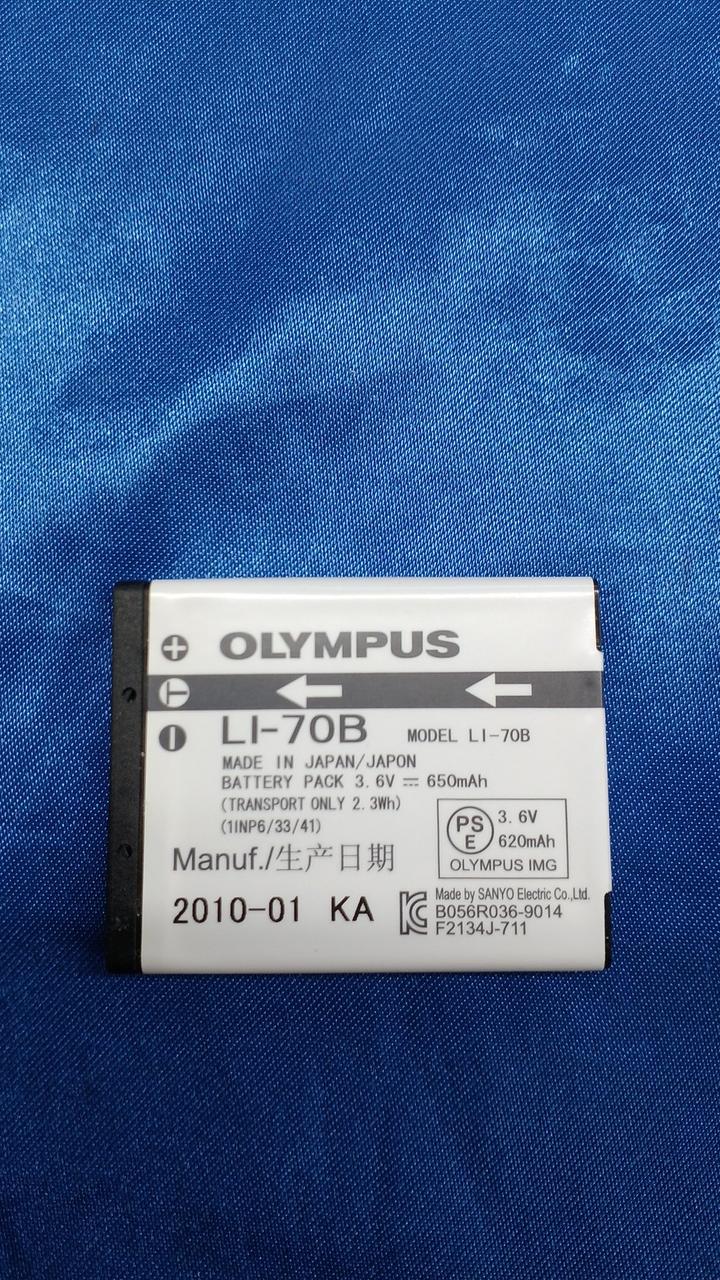 OLYMPUS
LI-70B MODEL LI-70B
MADE IN JAPAN/JAPON
BATTERY PACK 3.6V ⎓ 650mAh
(TRANSPORT ONLY 2.3Wh)
(1INP6/33/41)
PS
E
3.6V
620mAh
OLYMPUS IMG
Manuf./生产日期
2010-01 KA
Made by SANYO Electric Co.,Ltd.
B056R036-9014
F2134J-711